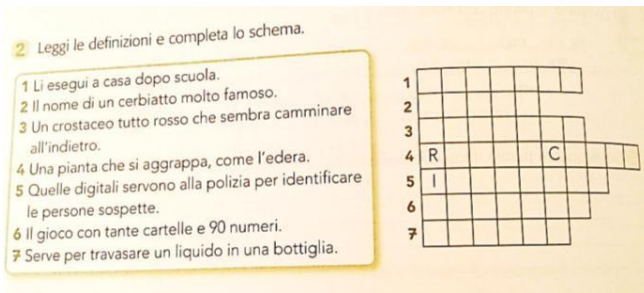 2 Leggi le definizioni e completa lo schema.
1 Li esegui a casa dopo scuola.
2 Il nome di un cerbiatto molto famoso.
3 Un crostaceo tutto rosso che sembra camminare
all'indietro.
4 Una pianta che si aggrappa, come l'edera.
5 Quelle digitali servono alla polizia per identificare
le persone sospette.
6 Il gioco con tante cartelle e 90 numeri.
7 Serve per travasare un liquido in una bottiglia.
1
2
3
4 R C
5 I
6
7